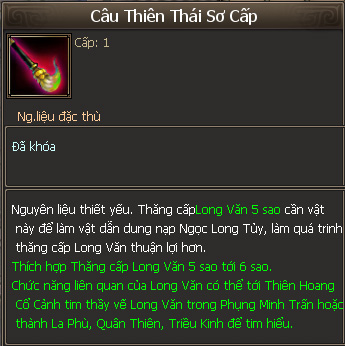 Câu Thiên Thái Sơ Cấp
Cấp: 1
Ng.liệu đặc thù
Đã khóa
Nguyên liệu thiết yếu. Thăng cấpLong Văn 5 sao cần vật
này để làm vật dẫn dung nạp Ngọc Long Tủy, làm quá trình
thăng cấp Long Văn thuận lợi hơn.
Thích hợp Thăng cấp Long Văn 5 sao tới 6 sao.
Chức năng liên quan của Long Văn có thể tới Thiên Hoang
Cổ Cảnh tìm thầy vẽ Long Văn trong Phụng Minh Trấn hoặc
thành La Phù, Quân Thiên, Triều Kinh để tìm hiểu.